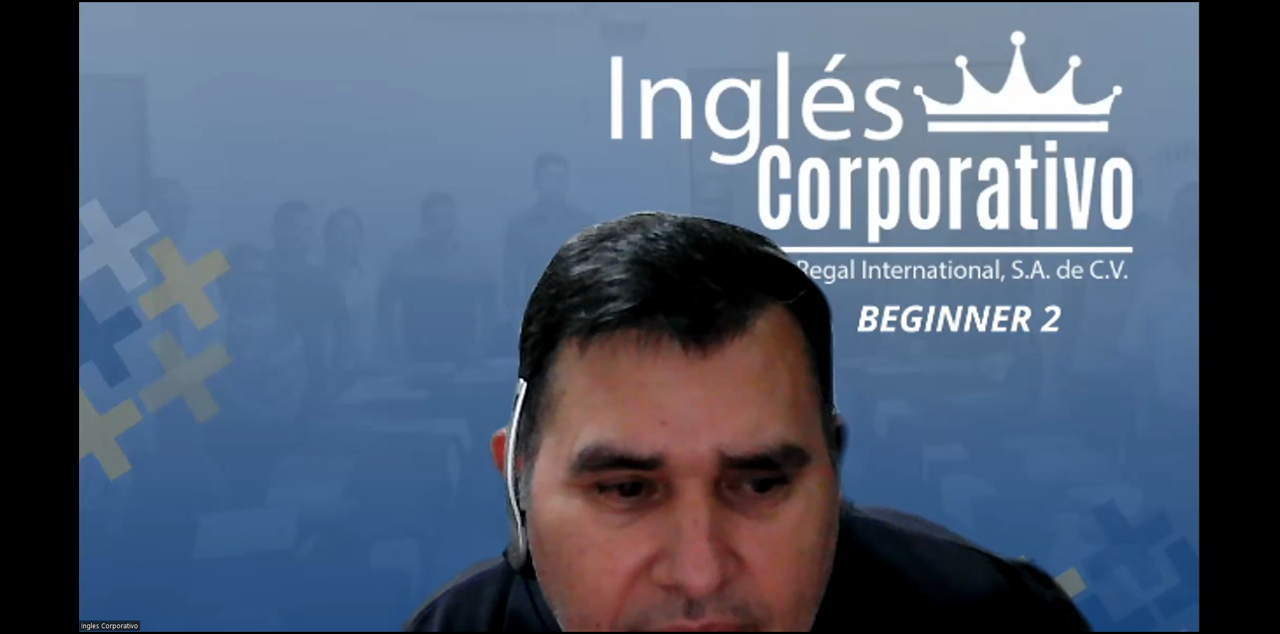 Inglés
Corporativo
Regal International, S.A. de C.V.
BEGINNER 2
Ingles Corporativo